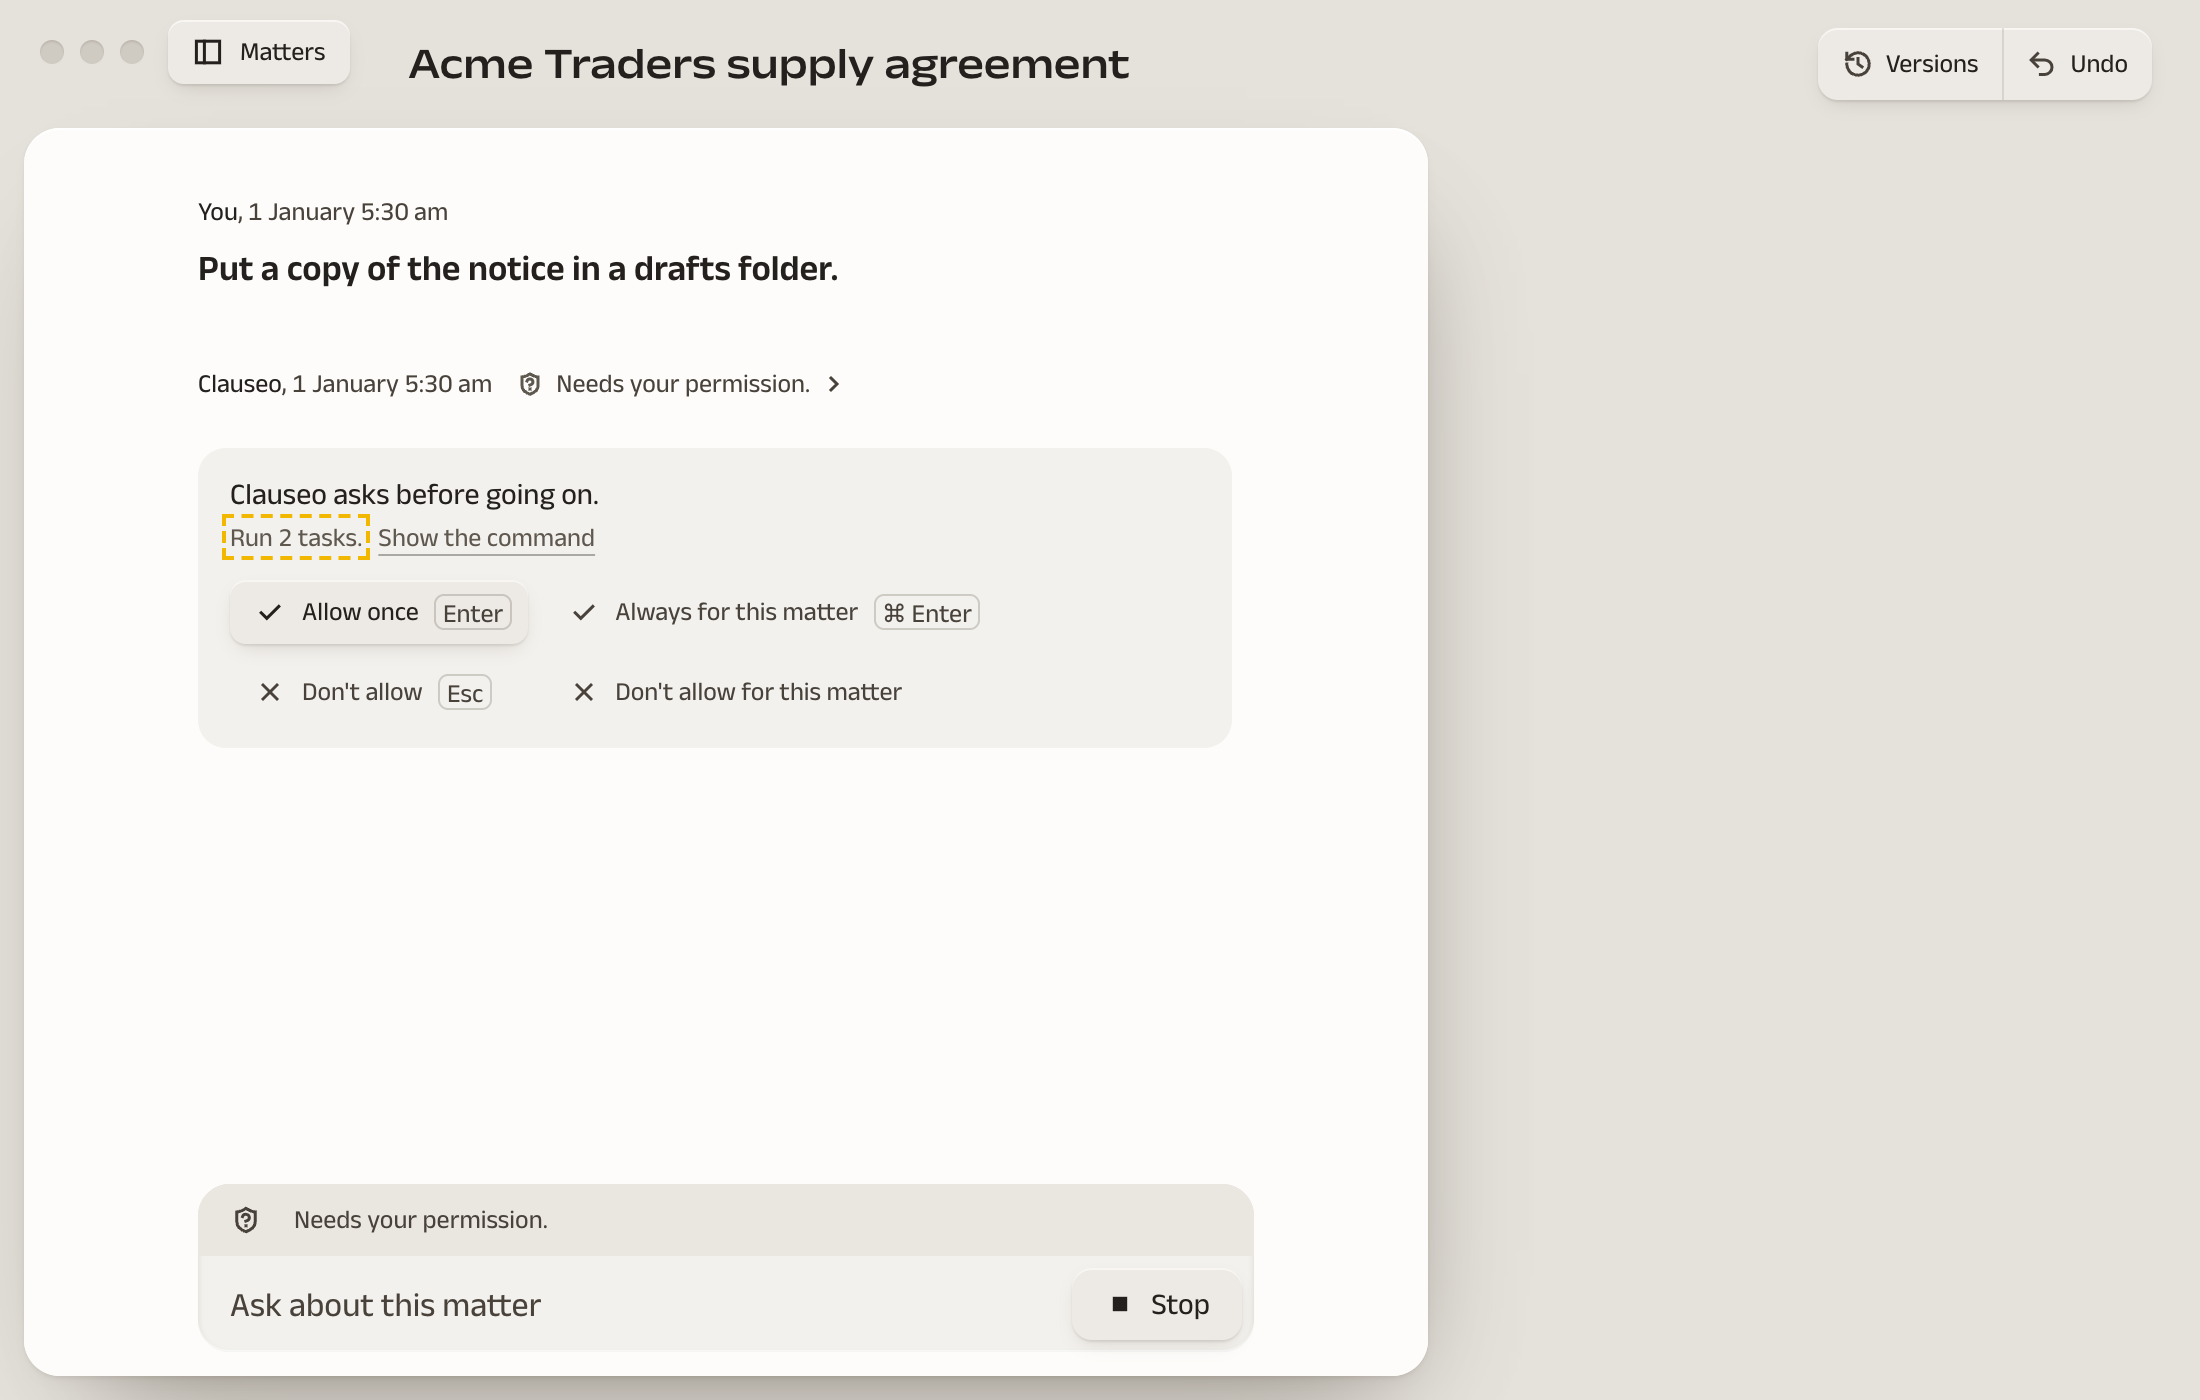 Matters
Acme Traders supply agreement
Versions
Undo
You, 1 January 5:30 am
Put a copy of the notice in a drafts folder.
Clauseo, 1 January 5:30 am Needs your permission.
Clauseo asks before going on.
Run 2 tasks. Show the command
Allow once Enter
Always for this matter ⌘ Enter
Don't allow Esc
Don't allow for this matter
Needs your permission.
Ask about this matter
Stop